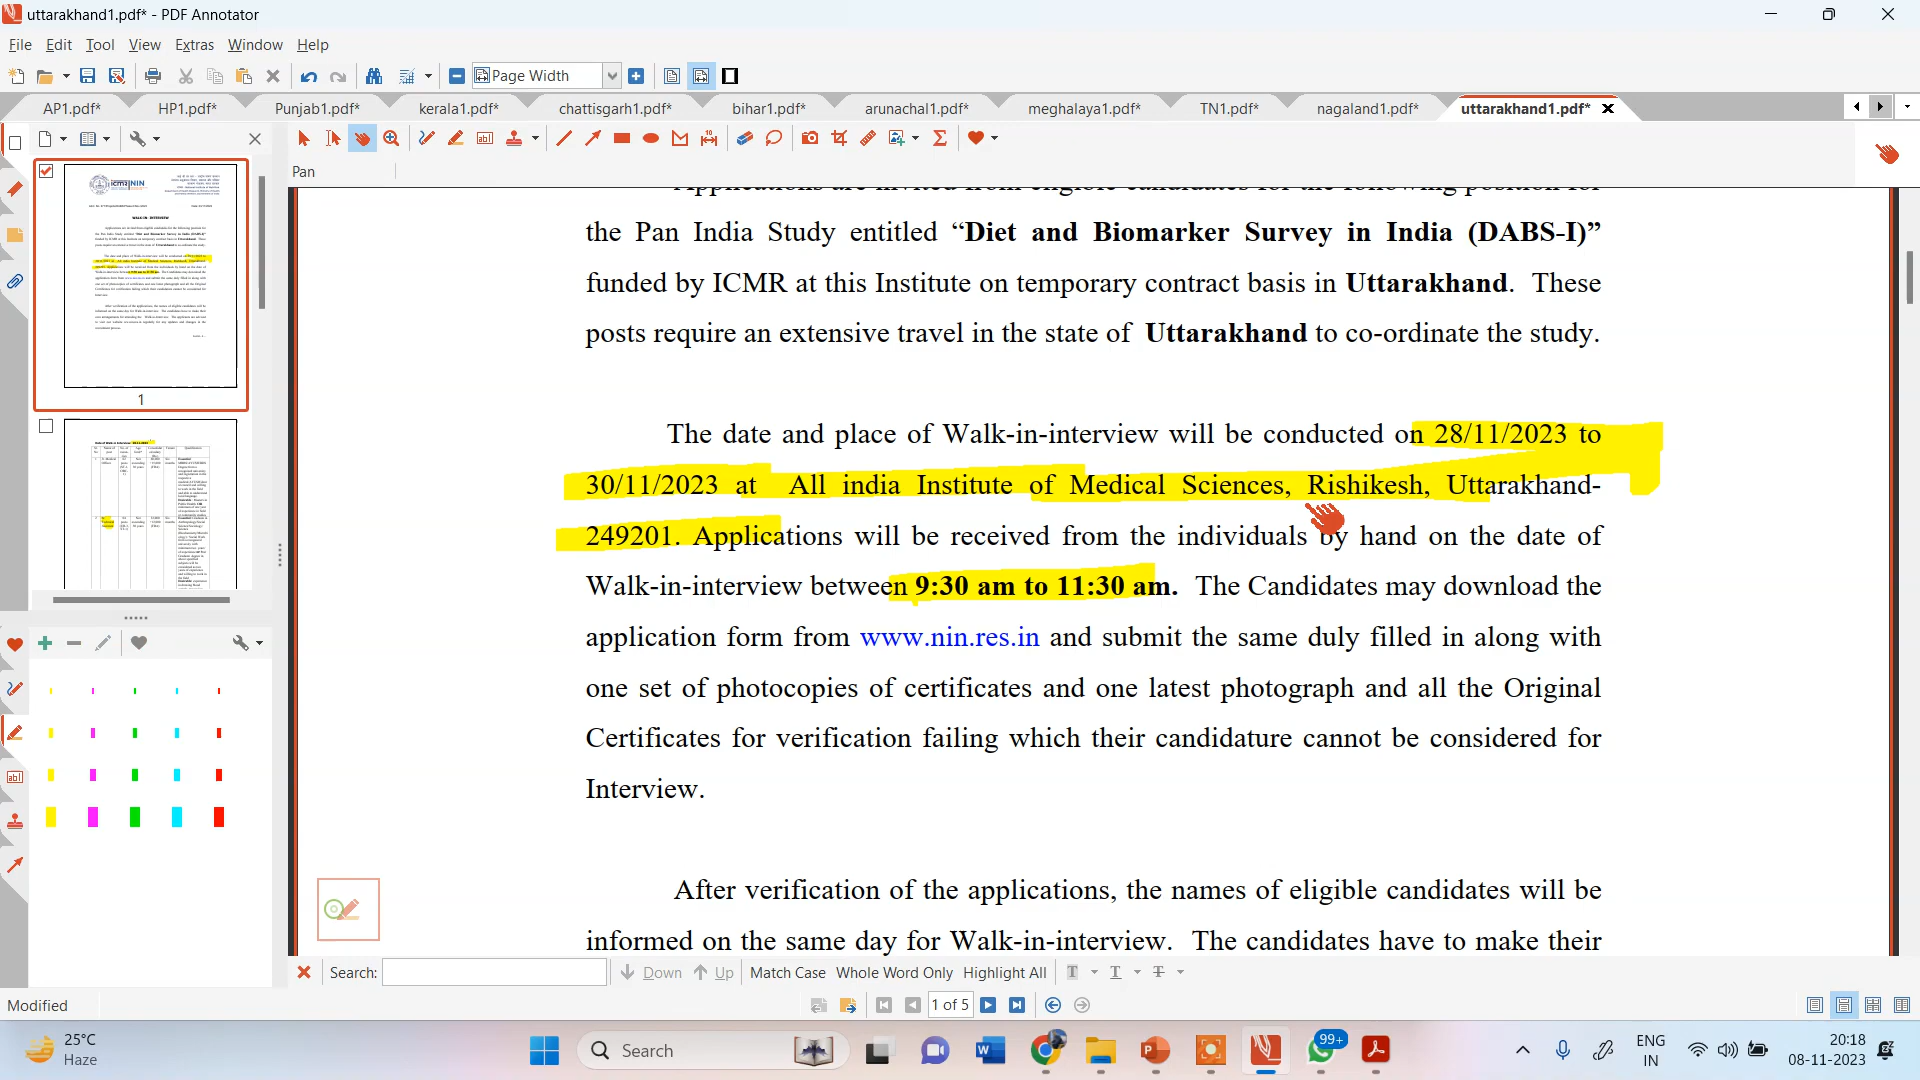 uttarakhand1.pdf* - PDF Annotator
File Edit Tool View Extras Window Help
Page Width
AP1.pdf* HP1.pdf* Punjab1.pdf* kerala1.pdf* chattisgarh1.pdf* bihar1.pdf* arunachal1.pdf* meghalaya1.pdf* TN1.pdf* nagaland1.pdf* uttarakhand1.pdf*
Pan
Applications are invited from eligible candidates for the following position for
the Pan India Study entitled “Diet and Biomarker Survey in India (DABS-I)”
funded by ICMR at this Institute on temporary contract basis in Uttarakhand. These
posts require an extensive travel in the state of Uttarakhand to co-ordinate the study.
The date and place of Walk-in-interview will be conducted on 28/11/2023 to
30/11/2023 at All india Institute of Medical Sciences, Rishikesh, Uttarakhand-
249201. Applications will be received from the individuals by hand on the date of
Walk-in-interview between 9:30 am to 11:30 am. The Candidates may download the
application form from www.nin.res.in and submit the same duly filled in along with
one set of photocopies of certificates and one latest photograph and all the Original
Certificates for verification failing which their candidature cannot be considered for
Interview.
After verification of the applications, the names of eligible candidates will be
informed on the same day for Walk-in-interview. The candidates have to make their
1
Search: Down Up Match Case Whole Word Only Highlight All
Modified
1 of 5
25°C
Haze
Search
99+
ENG
IN
20:18
08-11-2023